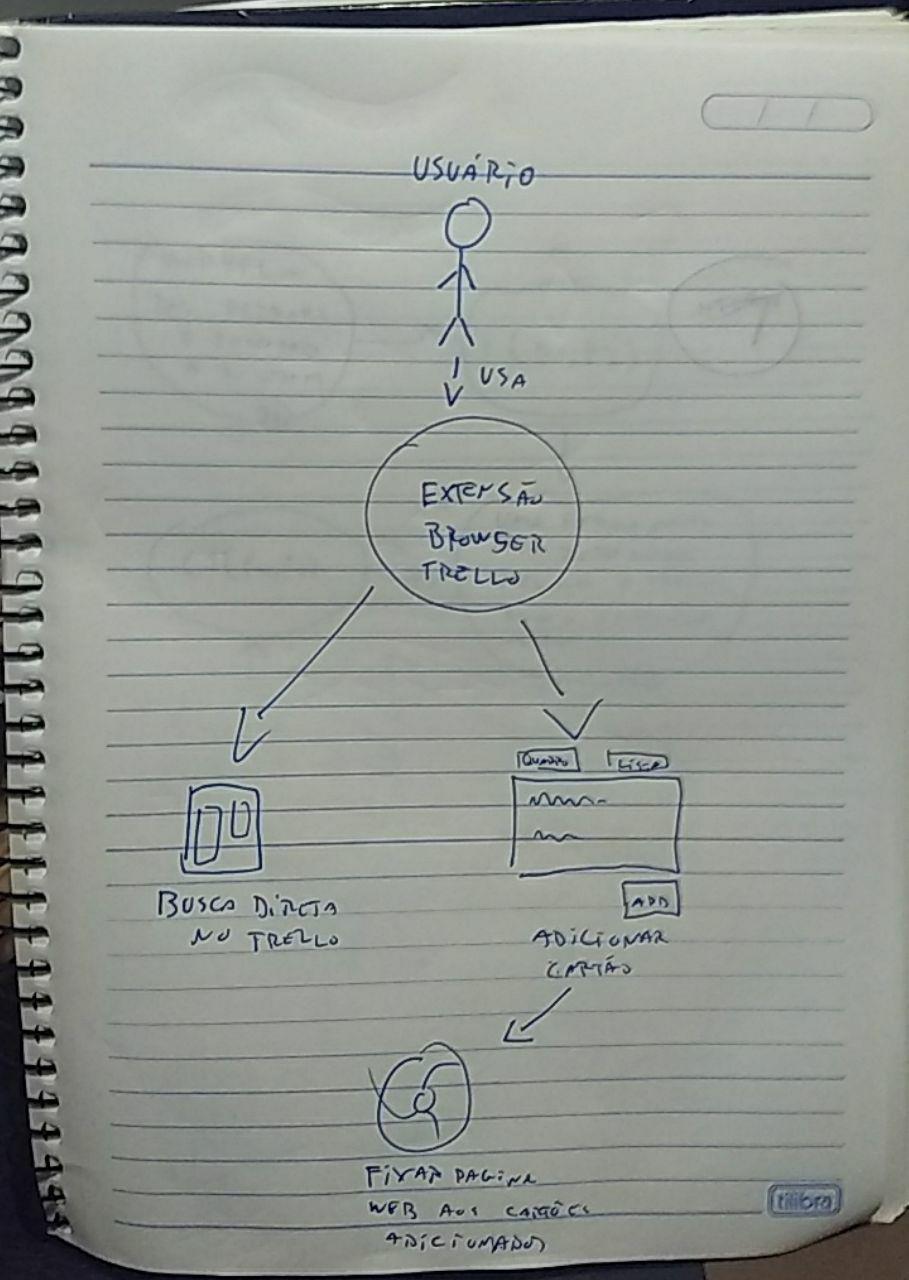 USUÁRIO
USA
EXTENSÃO
BROWSER
TRELLO
QUADRO
LISTA
ADD
BUSCA DIRETA
NO TRELLO
ADICIONAR
CARTÃO
FIXAR PAGINA
WEB AOS CARTÕES
ADICIONADOS
tilibra